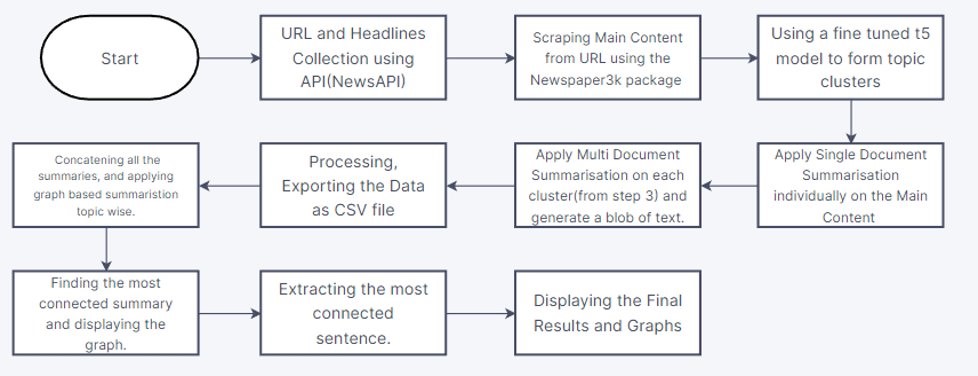 Start
URL and Headlines
Collection using
API(NewsAPI)
Scraping Main Content
from URL using the
Newspaper3k package
Using a fine tuned t5
model to form topic
clusters
Apply Single Document
Summarisation
individually on the Main
Content
Apply Multi Document
Summarisation on each
cluster(from step 3) and
generate a blob of text.
Processing,
Exporting the Data
as CSV file
Concatening all the
summaries, and applying
graph based summaristion
topic wise.
Finding the most
connected summary
and displaying the
graph.
Extracting the most
connected
sentence.
Displaying the Final
Results and Graphs